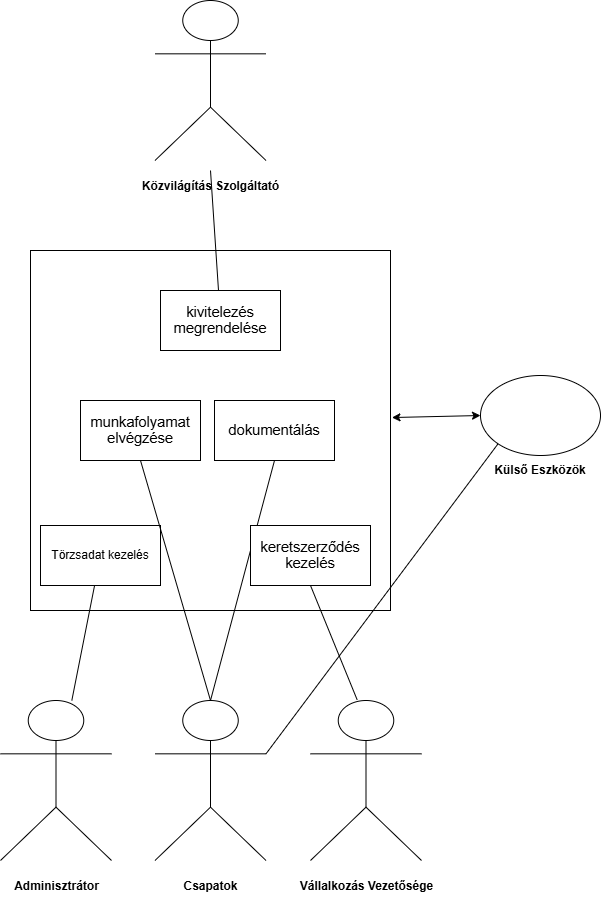 Közvilágítás Szolgáltató
kivitelezés
megrendelése
munkafolyamat
elvégzése
dokumentálás
Külső Eszközök
Törzsadat kezelés
keretszerződés
kezelés
Adminisztrátor
Csapatok
Vállalkozás Vezetősége